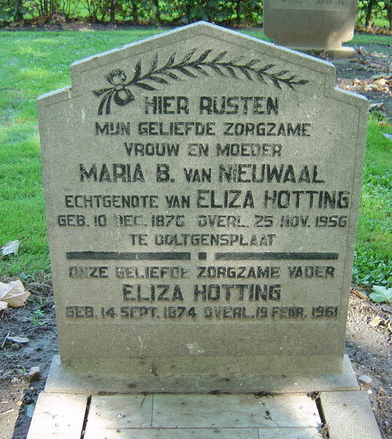 HIER RUSTEN
MIJN GELIEFDE ZORGZAME
VROUW EN MOEDER
MARIA B. VAN NIEUWAAL
ECHTGENOTE VAN ELIZA HOTTING
GEB. 10 DEC. 1876 OVERL. 25 NOV. 1956
TE OOLTGENSPLAAT
ONZE GELIEFDE ZORGZAME VADER
ELIZA HOTTING
GEB. 14 SEPT. 1874, OVERL. 19 FEBR. 1961